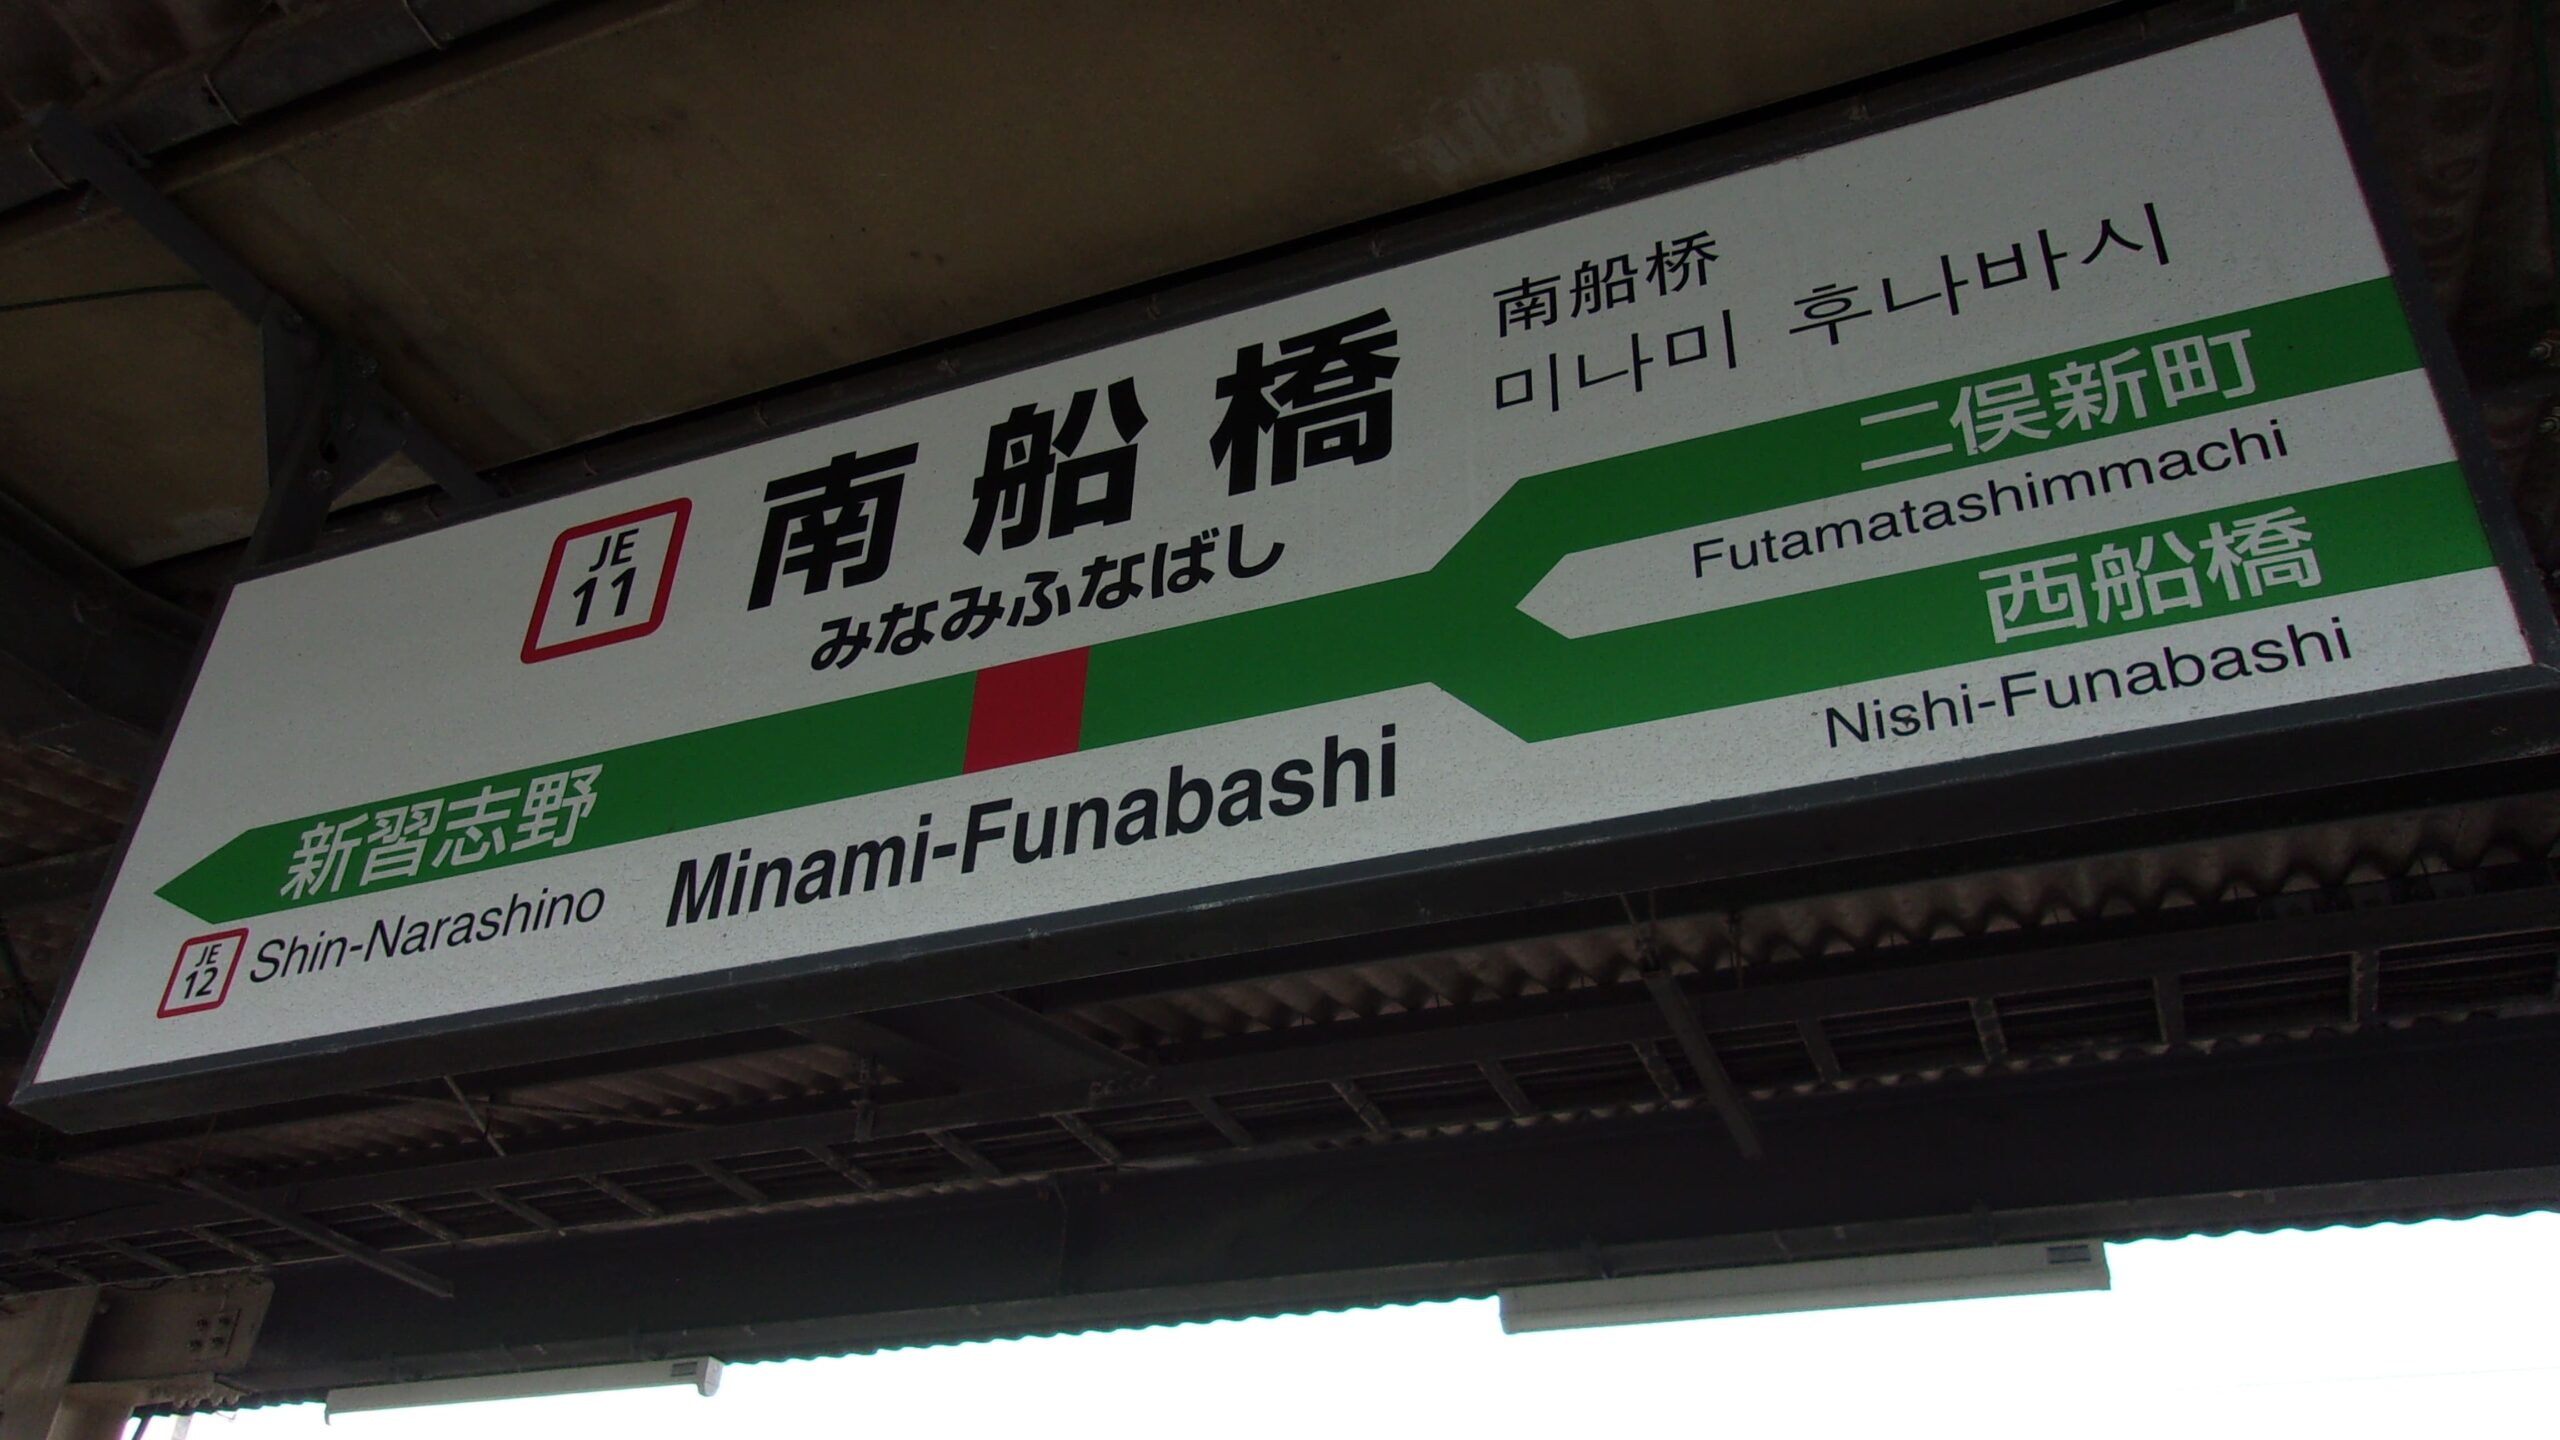 JE
11
南船橋
みなみふなばし
南船桥
미나미 후나바시
二俣新町
Futamatashimmachi
西船橋
Nishi-Funabashi
新習志野
JE
12
Shin-Narashino
Minami-Funabashi